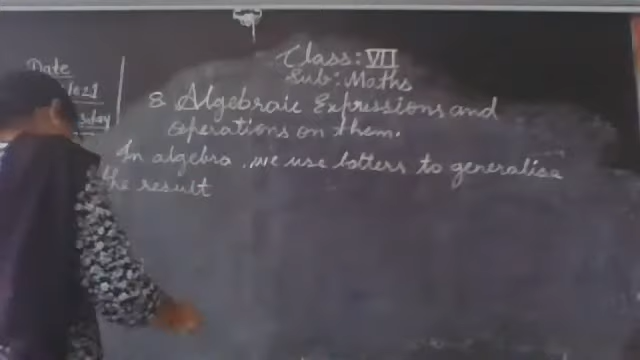 Date
Class: VII
Sub: Maths
8 Algebraic Expressions and
operations on them.
In algebra, we use letters to generalise
the result